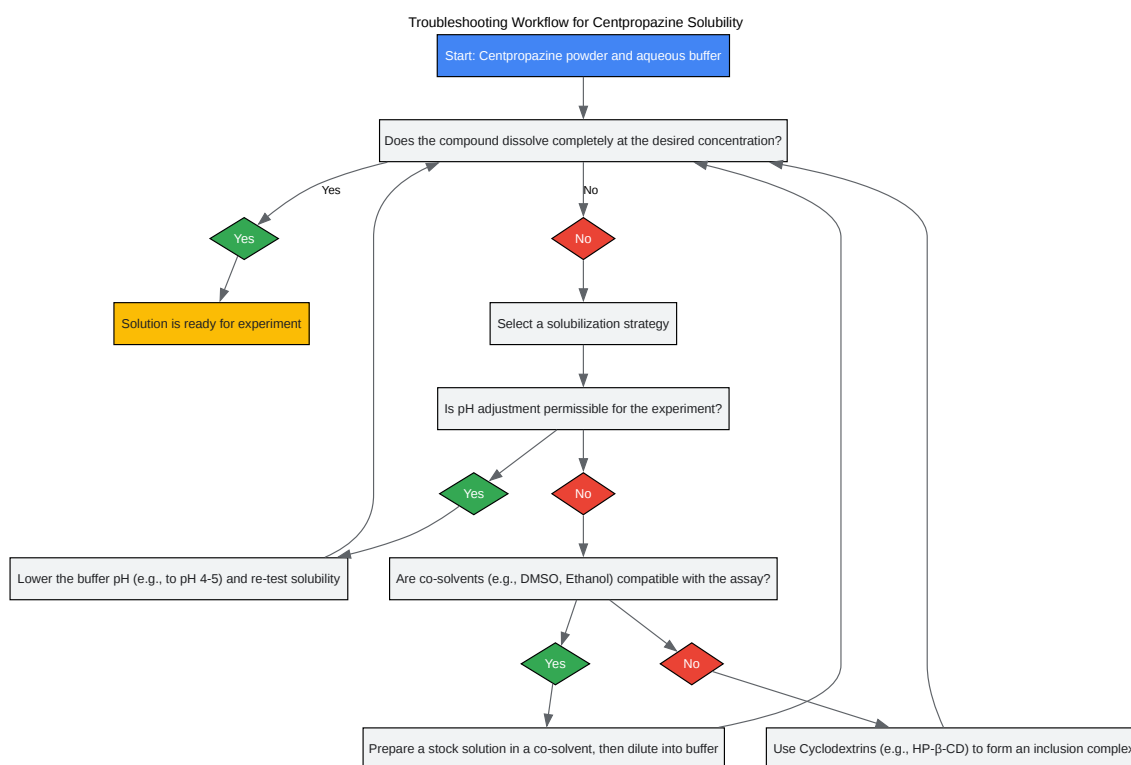 Troubleshooting Workflow for Centpropazine Solubility
Start: Centpropazine powder and aqueous buffer
Does the compound dissolve completely at the desired concentration?
Yes
No
Yes
No
Solution is ready for experiment
Select a solubilization strategy
Is pH adjustment permissible for the experiment?
Yes
No
Lower the buffer pH (e.g., to pH 4-5) and re-test solubility
Are co-solvents (e.g., DMSO, Ethanol) compatible with the assay?
Yes
No
Prepare a stock solution in a co-solvent, then dilute into buffer
Use Cyclodextrins (e.g., HP-β-CD) to form an inclusion complex